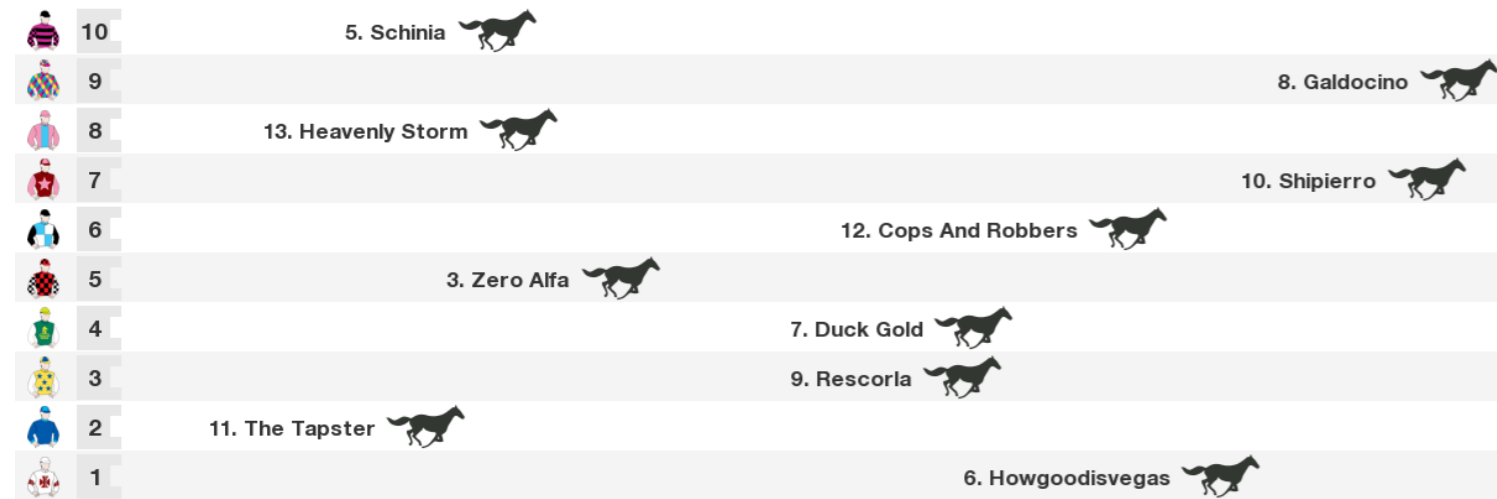 10 5. Schinia
9 8. Galdocino
8 13. Heavenly Storm
7 10. Shipierro
6 12. Cops And Robbers
5 3. Zero Alfa
4 7. Duck Gold
3 9. Rescorla
2 11. The Tapster
1 6. Howgoodisvegas